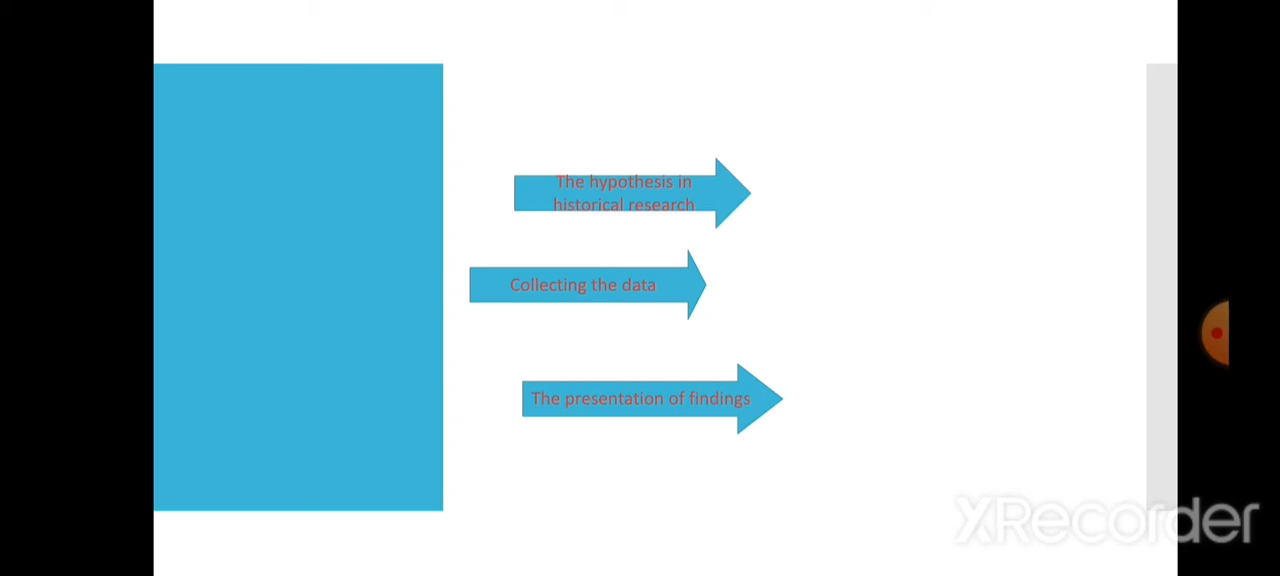 The hypothesis in
historical research
Collecting the data
The presentation of findings
XRecorder